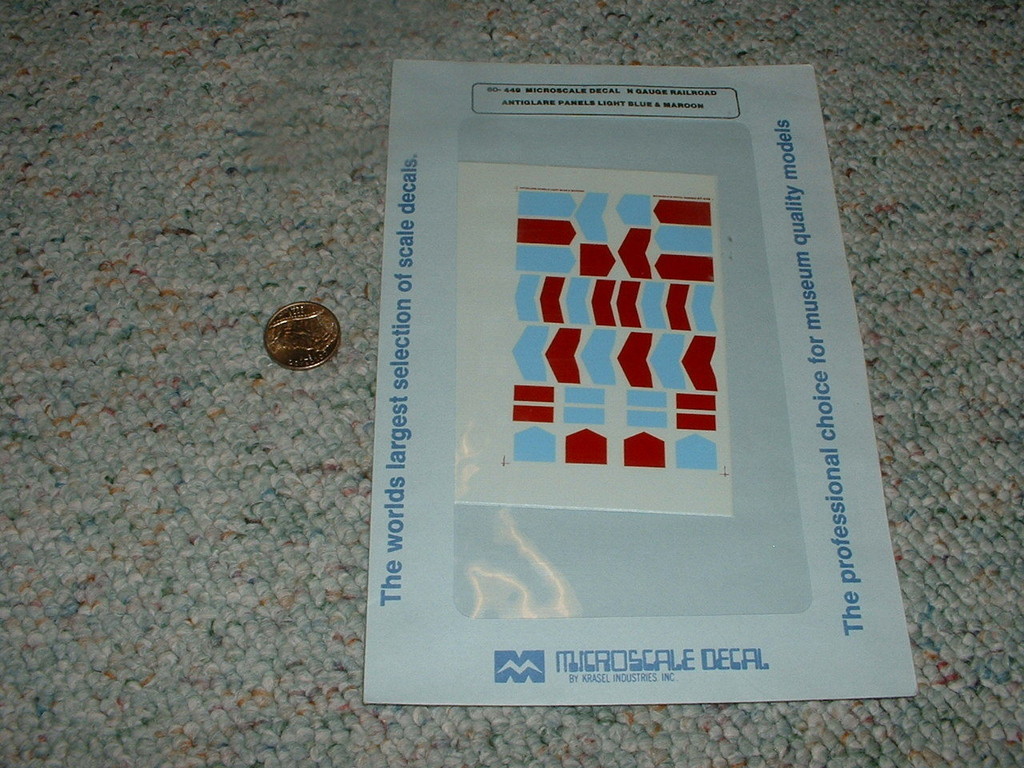 60- 449 MICROSCALE DECAL N GAUGE RAILROAD
ANTIGLARE PANELS LIGHT BLUE & MAROON
The worlds largest selection of scale decals.
The professional choice for museum quality models
MICROSCALE DECAL
BY KRASEL INDUSTRIES, INC.